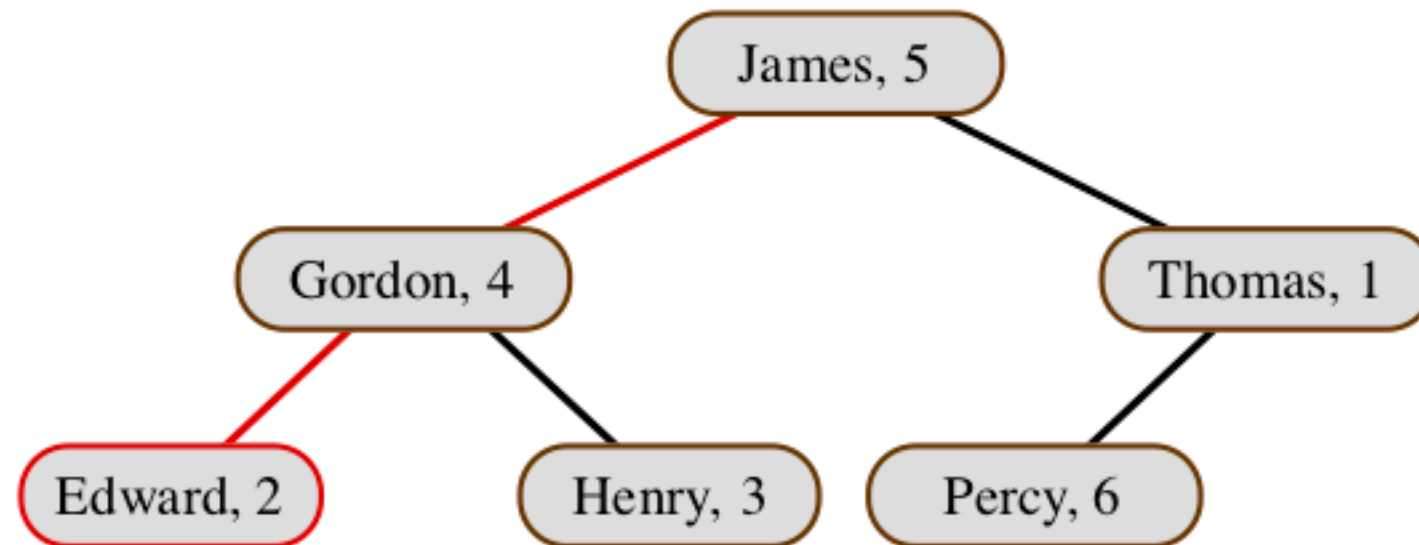 James, 5
Gordon, 4
Thomas, 1
Edward, 2
Henry, 3
Percy, 6